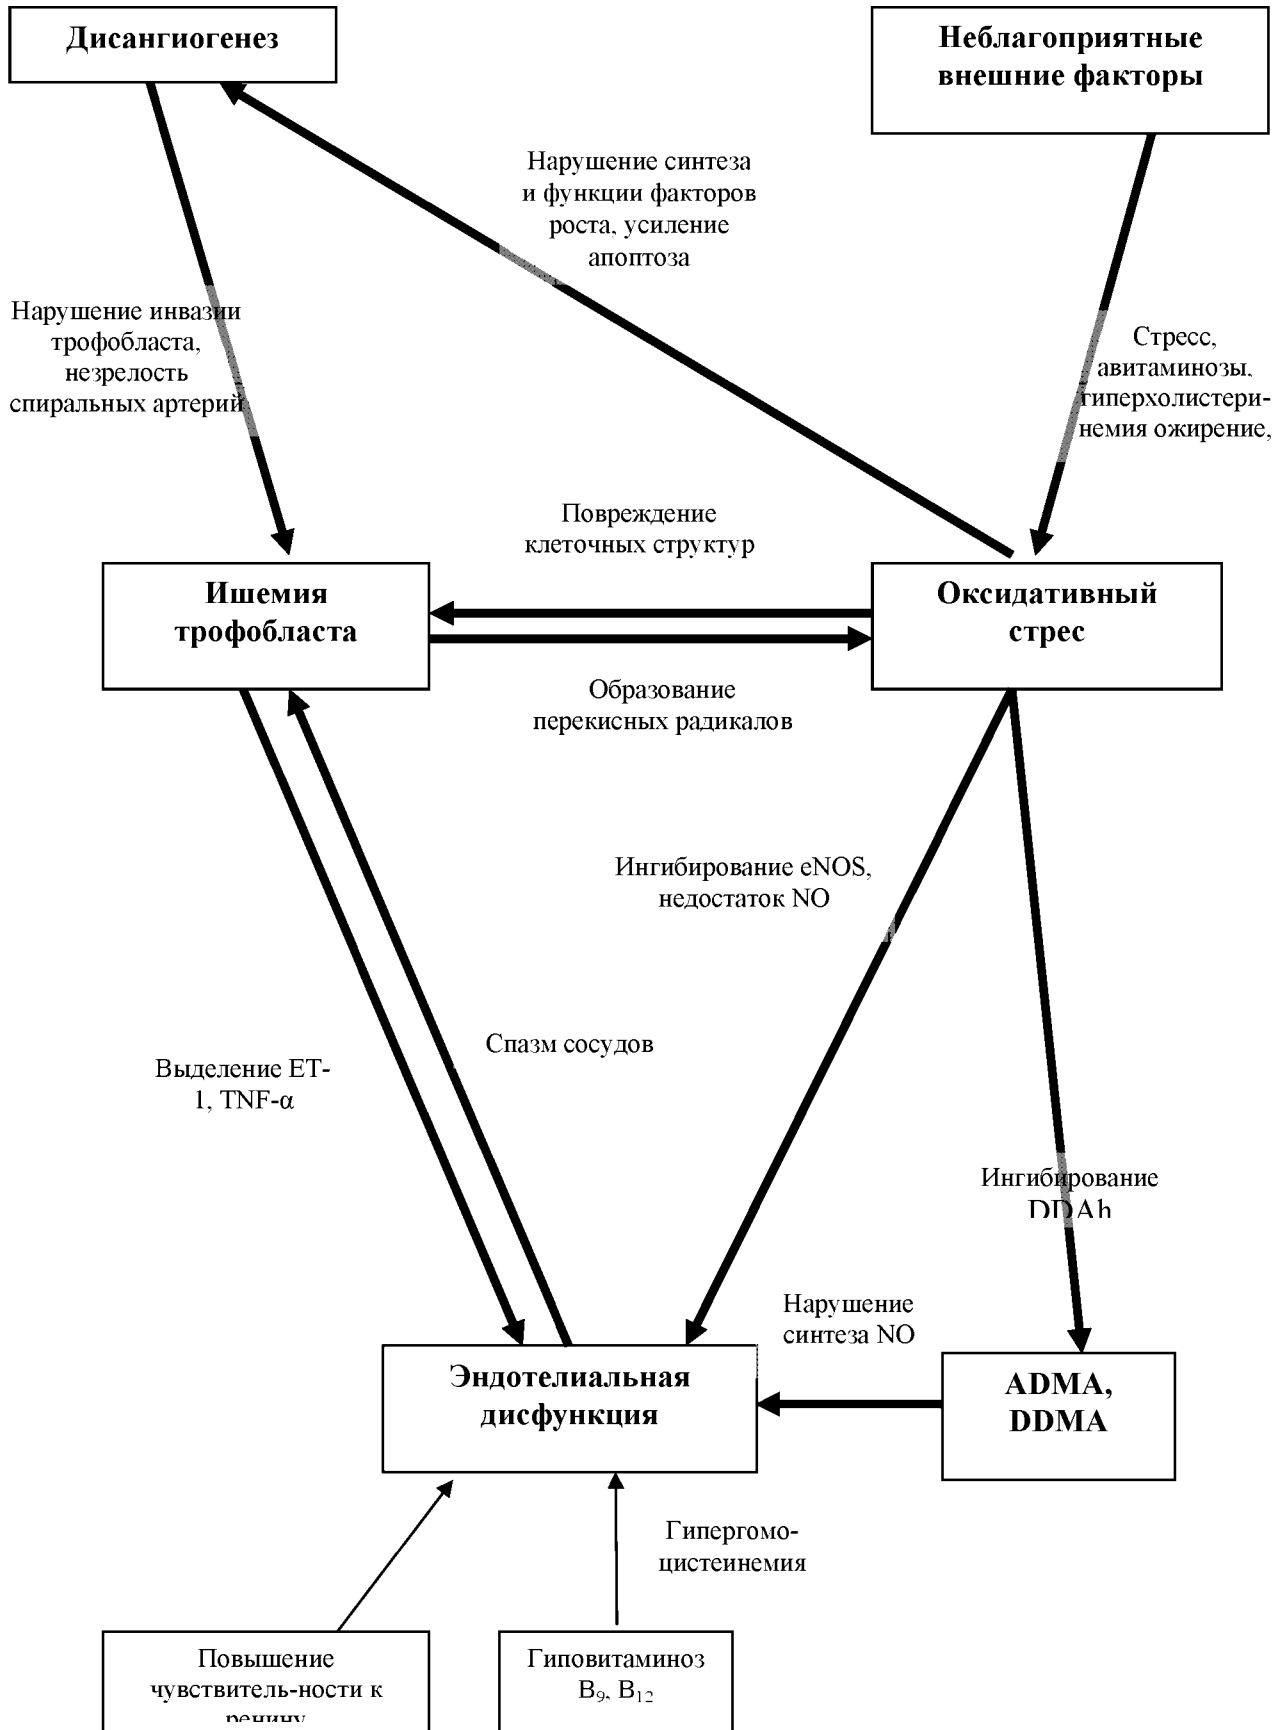 Дисангиогенез
Неблагоприятные
внешние факторы
Нарушение синтеза
и функции факторов
роста, усиление
апоптоза
Нарушение инвазии
трофобласта,
незрелость
спиральных артерий
Стресс,
авитаминозы,
гиперхолистери-
немия ожирение,
Повреждение
клеточных структур
Ишемия
трофобласта
Оксидативный
стрес
Образование
перекисных радикалов
Ингибирование eNOS,
недостаток NO
Спазм сосудов
Выделение ET-
1, TNF-α
Ингибирование
DDAh
Нарушение
синтеза NO
Эндотелиальная
дисфункция
ADMA,
DDMA
Гипергомо-
цистеинемия
Повышение
чувствитель-ности к
ренину
Гиповитаминоз
B₉, B₁₂